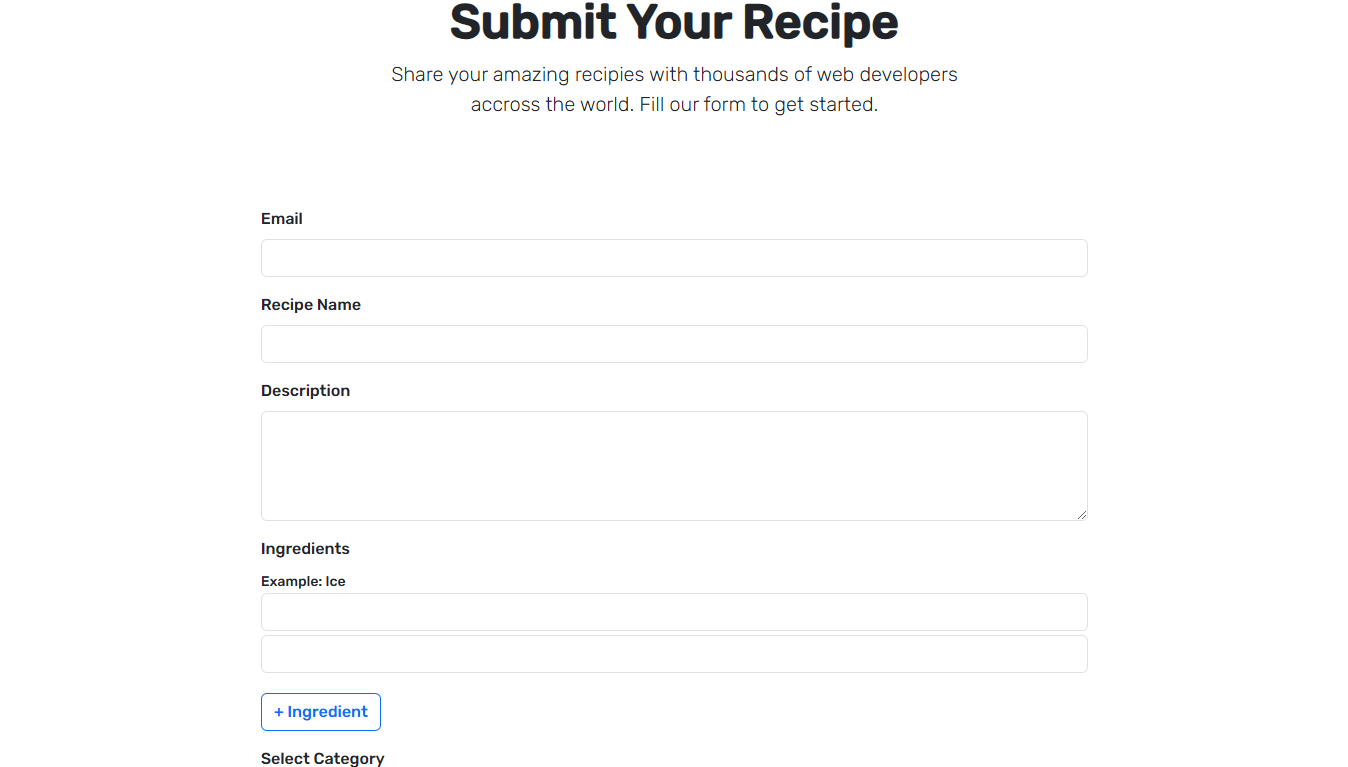 Submit Your Recipe
Share your amazing recipies with thousands of web developers
accross the world. Fill our form to get started.
Email
Recipe Name
Description
Ingredients
Example: Ice
+ Ingredient
Select Category